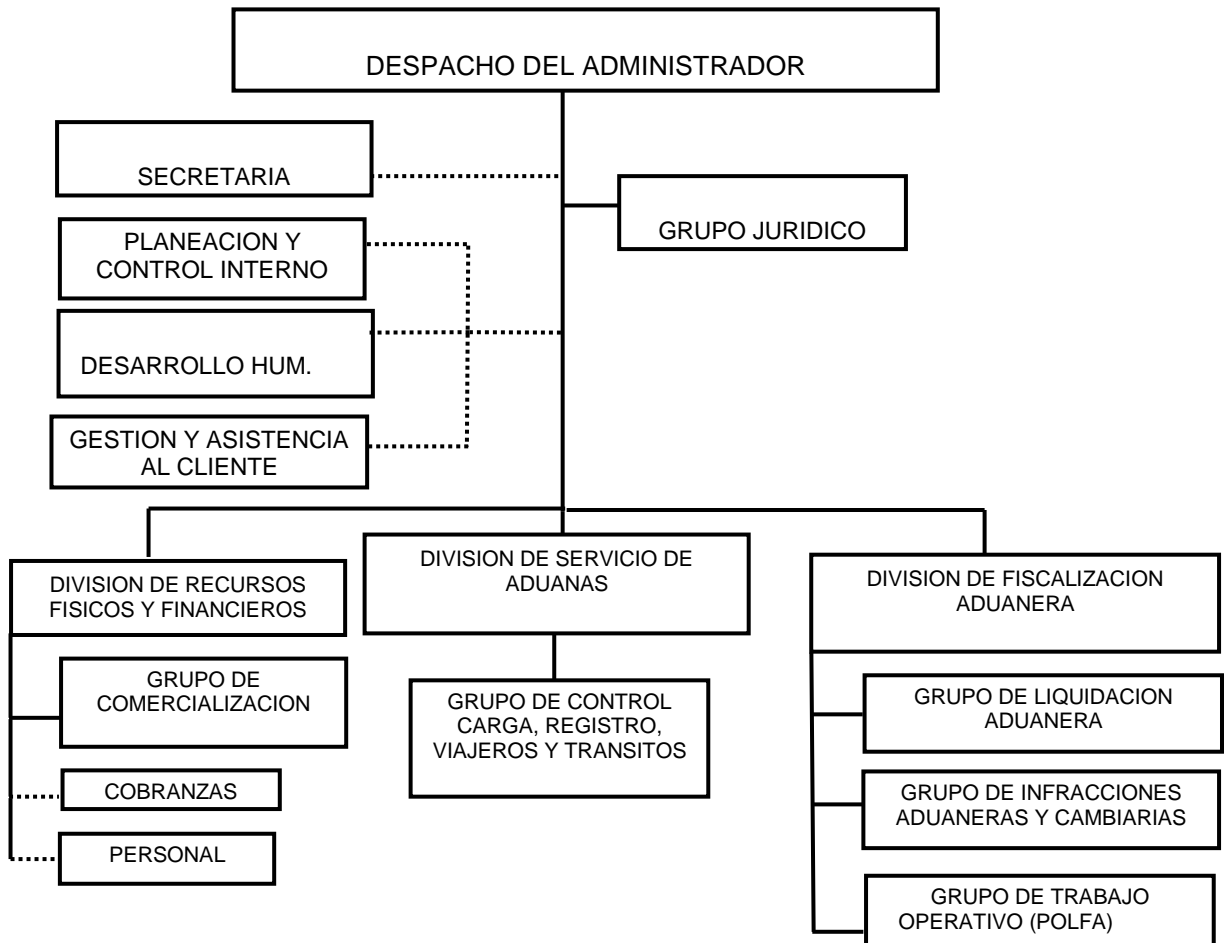 DESPACHO DEL ADMINISTRADOR
SECRETARIA
GRUPO JURIDICO
PLANEACION Y
CONTROL INTERNO
DESARROLLO HUM.
GESTION Y ASISTENCIA
AL CLIENTE
DIVISION DE RECURSOS
FISICOS Y FINANCIEROS
GRUPO DE
COMERCIALIZACION
COBRANZAS
PERSONAL
DIVISION DE SERVICIO DE
ADUANAS
GRUPO DE CONTROL
CARGA, REGISTRO,
VIAJEROS Y TRANSITOS
DIVISION DE FISCALIZACION
ADUANERA
GRUPO DE LIQUIDACION
ADUANERA
GRUPO DE INFRACCIONES
ADUANERAS Y CAMBIARIAS
GRUPO DE TRABAJO
OPERATIVO (POLFA)